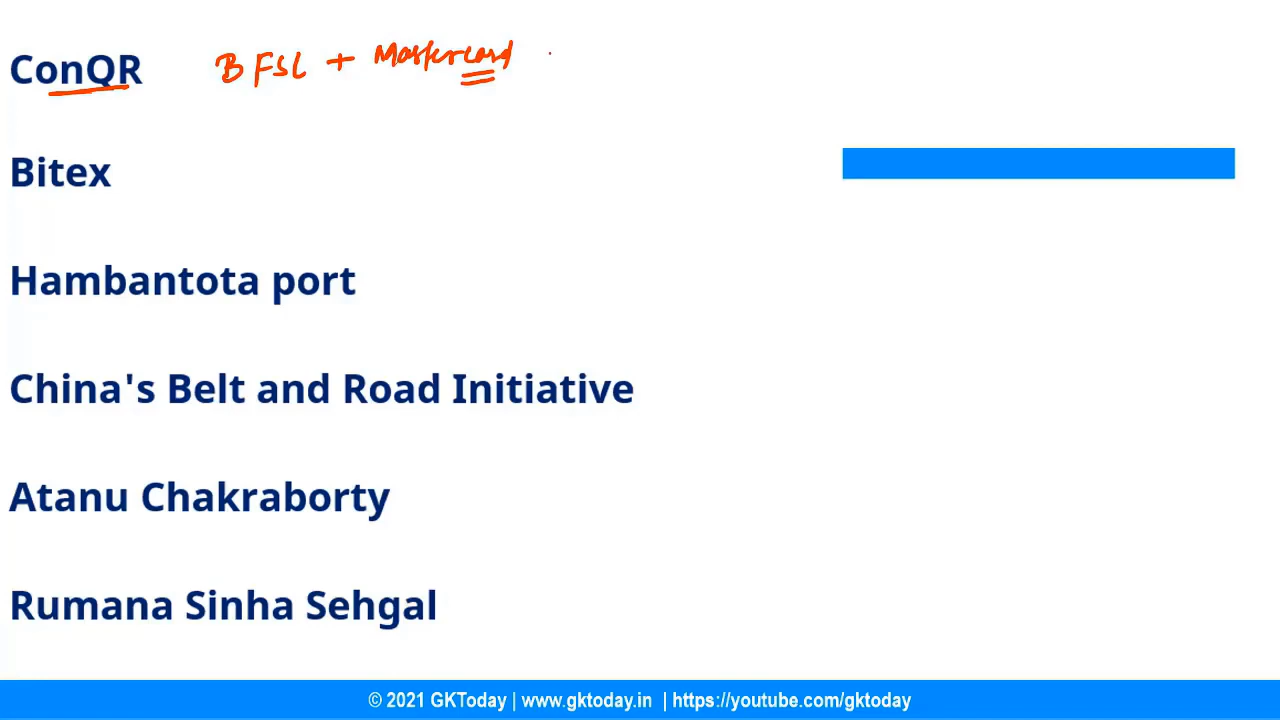 ConQR BFSL + Mastercard
Bitex
Hambantota port
China's Belt and Road Initiative
Atanu Chakraborty
Rumana Sinha Sehgal
© 2021 GKToday | www.gktoday.in | https://youtube.com/gktoday